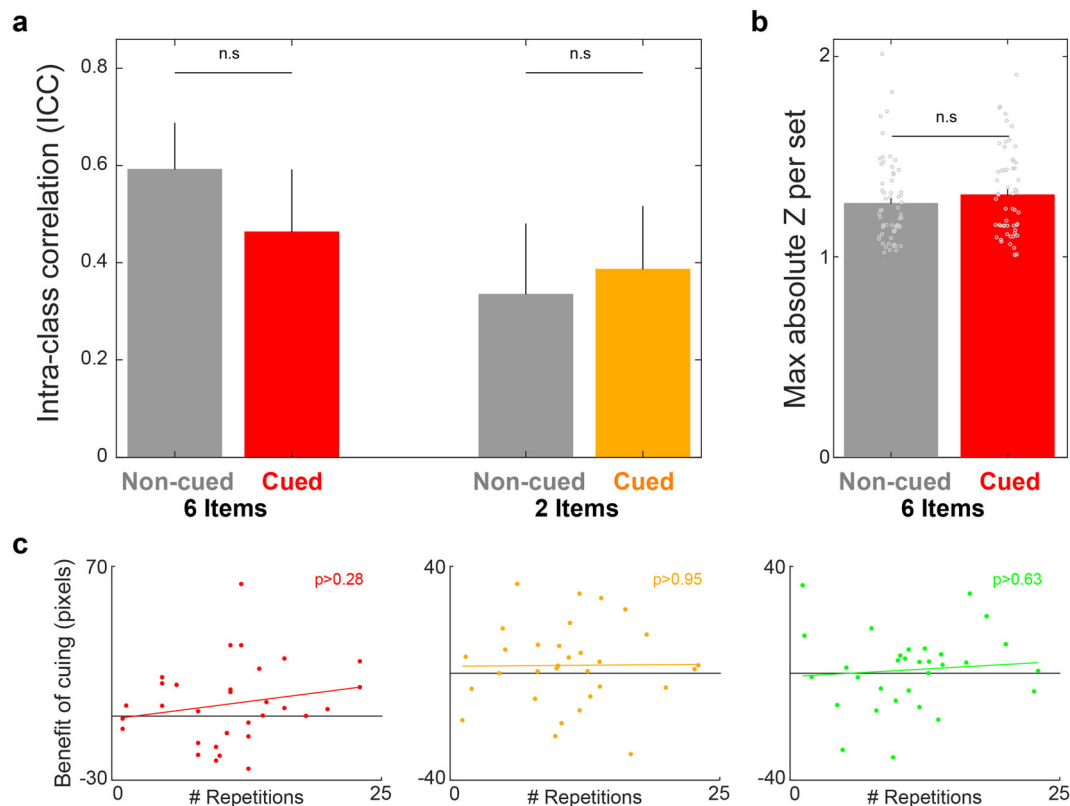 a
Intra-class correlation (ICC)
0.8
0.6
0.4
0.2
0
n.s
n.s
Non-cued
Cued
6 Items
Non-cued
Cued
2 Items
b
Max absolute Z per set
2
1
0
n.s
Non-cued
Cued
6 Items
c
Benefit of cuing (pixels)
70
-30
p>0.28
0
25
# Repetitions
40
-40
p>0.95
0
25
# Repetitions
40
-40
p>0.63
0
25
# Repetitions